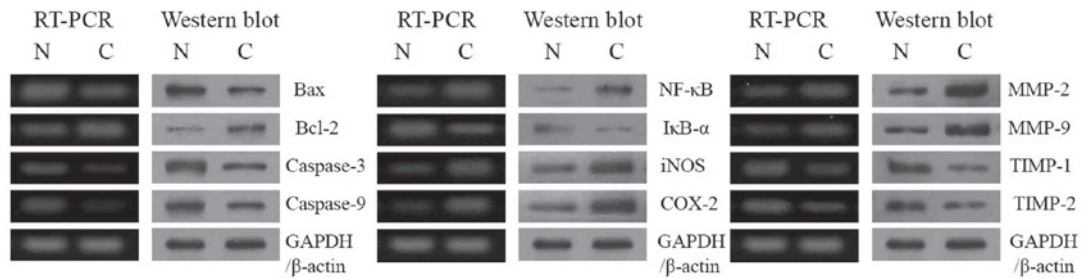 RT-PCR Western blot RT-PCR Western blot RT-PCR Western blot
N C N C N C N C N C N C
Bax NF-κB MMP-2
Bcl-2 IκB-α MMP-9
Caspase-3 iNOS TIMP-1
Caspase-9 COX-2 TIMP-2
GAPDH GAPDH GAPDH
/β-actin /β-actin /β-actin